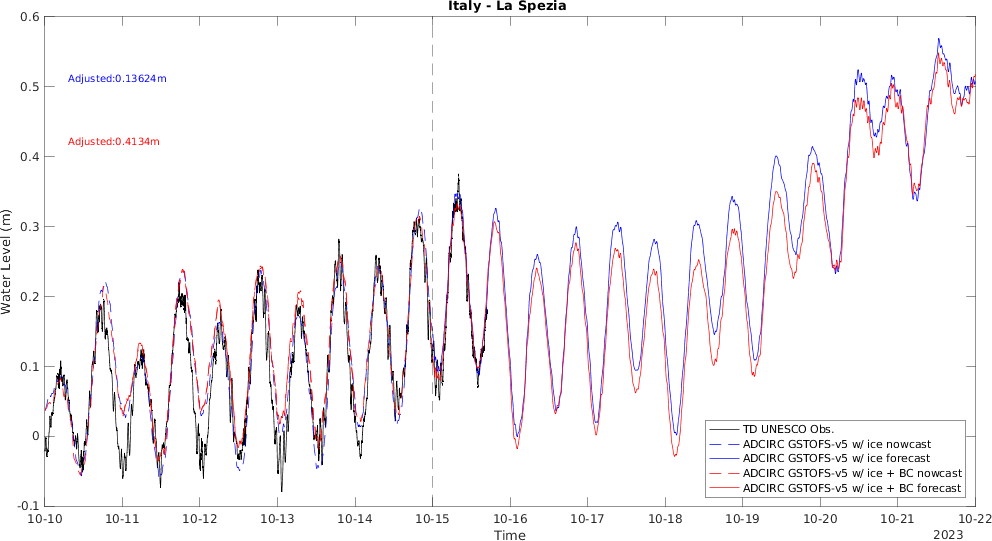 Italy - La Spezia
Water Level (m)
0.6
0.5
0.4
0.3
0.2
0.1
0
-0.1
Adjusted:0.13624m
Adjusted:0.4134m
TD UNESCO Obs.
ADCIRC GSTOFS-v5 w/ ice nowcast
ADCIRC GSTOFS-v5 w/ ice forecast
ADCIRC GSTOFS-v5 w/ ice + BC nowcast
ADCIRC GSTOFS-v5 w/ ice + BC forecast
10-10 10-11 10-12 10-13 10-14 10-15 10-16 10-17 10-18 10-19 10-20 10-21 10-22
Time
2023